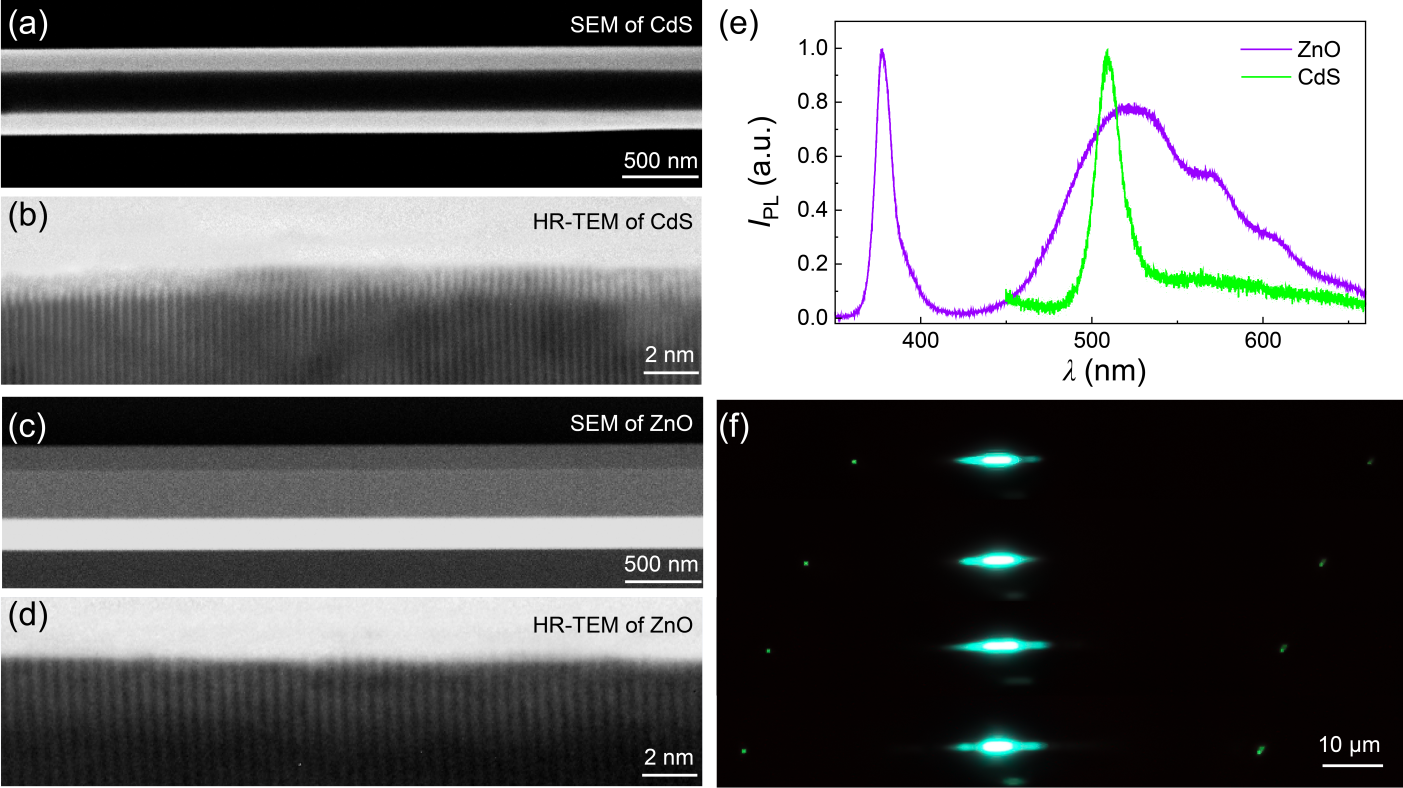 (a)
SEM of CdS
500 nm
(b)
HR-TEM of CdS
2 nm
(c)
SEM of ZnO
500 nm
(d)
HR-TEM of ZnO
2 nm
(e)
ZnO
CdS
1.0
0.8
0.6
0.4
0.2
0.0
I_PL (a.u.)
400 500 600
λ (nm)
(f)
10 μm